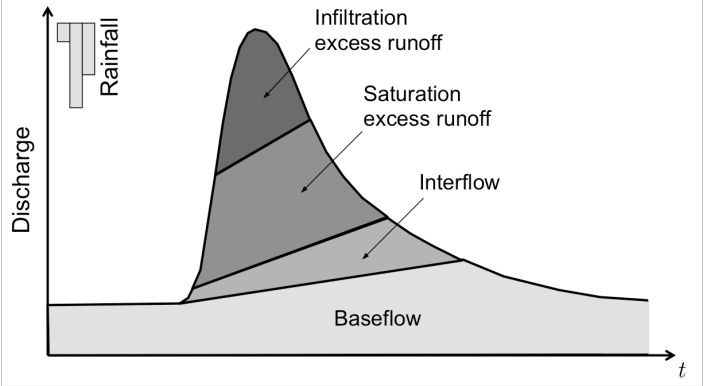 Rainfall
Infiltration
excess runoff
Saturation
excess runoff
Interflow
Baseflow
Discharge
t